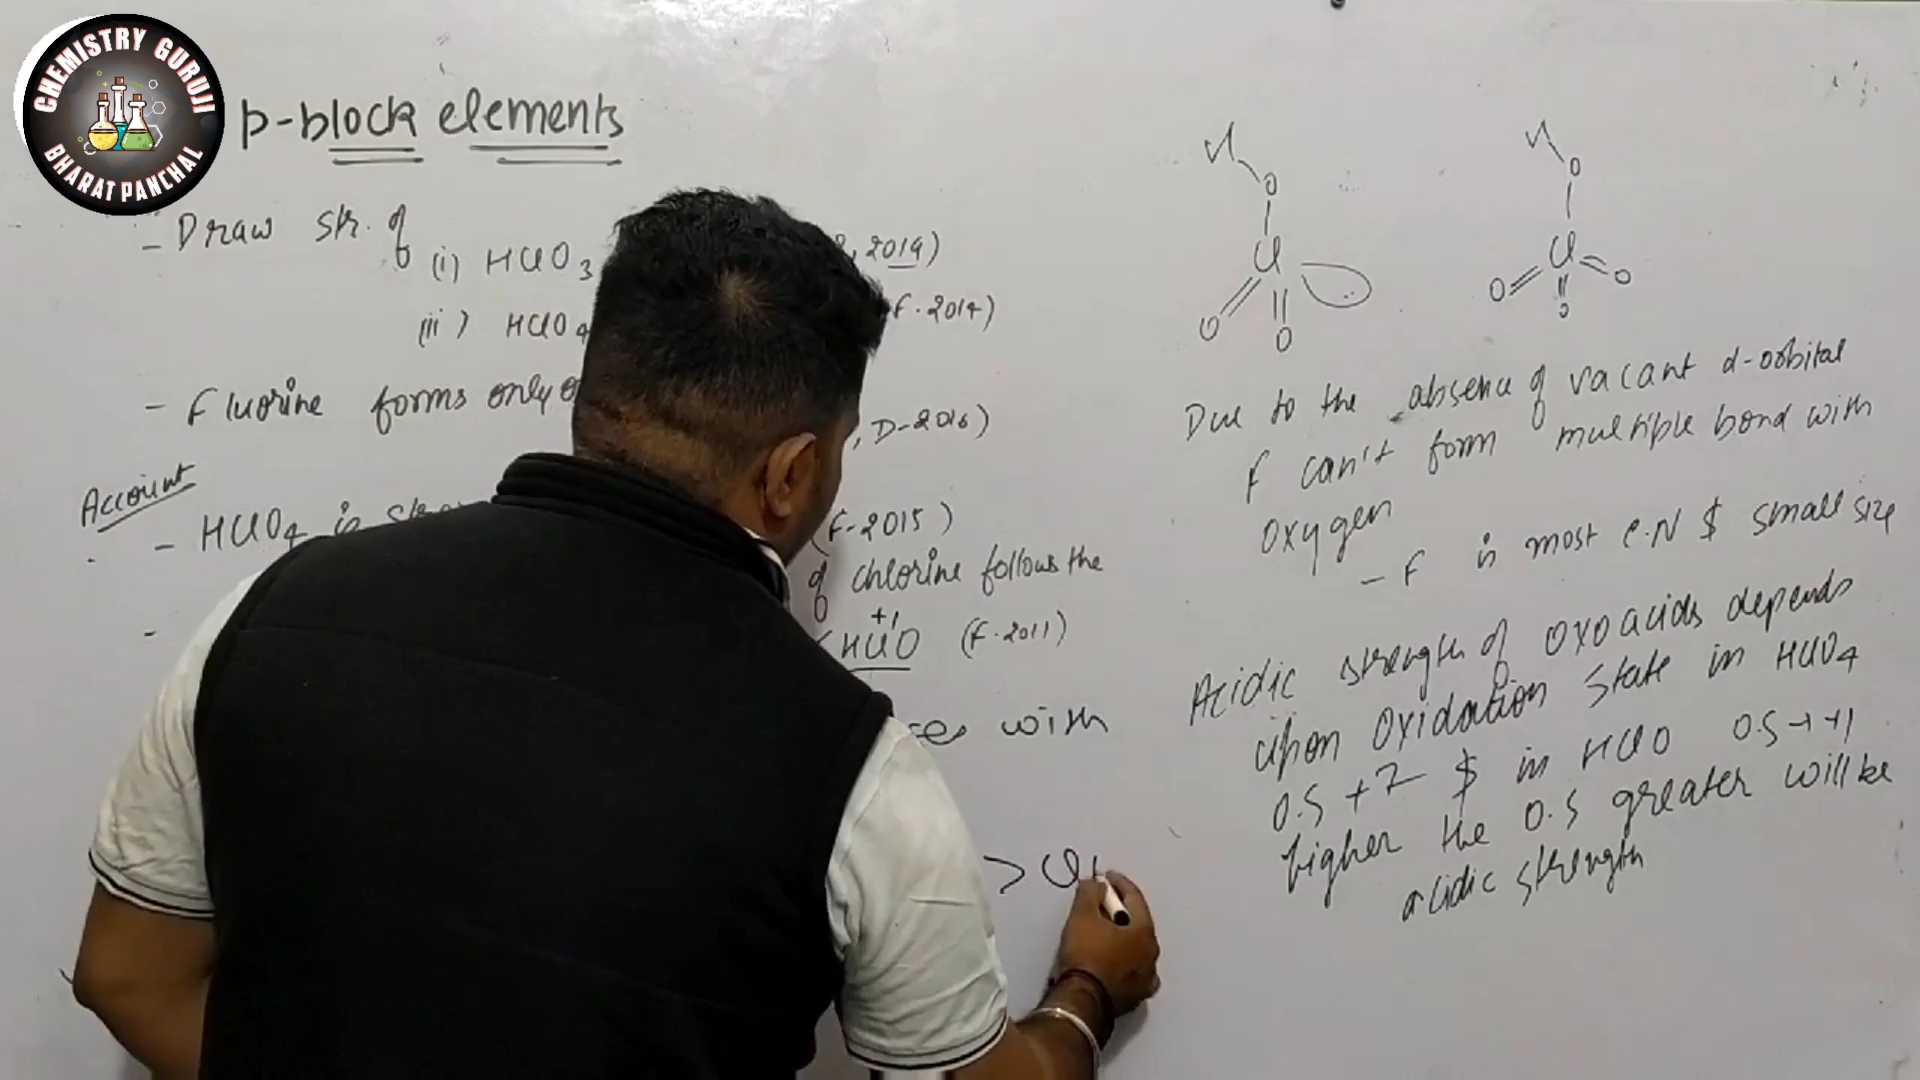 CHEMISTRY GURUJI
BHARAT PANCHAL
p-block elements
- Draw str. of
(i) HClO3
, 2019)
(ii) HClO4
F-2014)
- Fluorine forms only
, D-2016)
Account
- HClO4 is
(F-2015)
of chlorine follows the
+1
HClO (F-2011)
with
> Cl
H
O
Cl
O
O
H
O
Cl
O
O
O
Due to the absence of vacant d-orbital
F can't form multiple bond with
oxygen
- F is most E.N $ small size
Acidic strength of oxoacids depends
upon oxidation state in HClO4
O.S +7 $ in HClO O.S → +1
higher the O.S greater will be
acidic strength